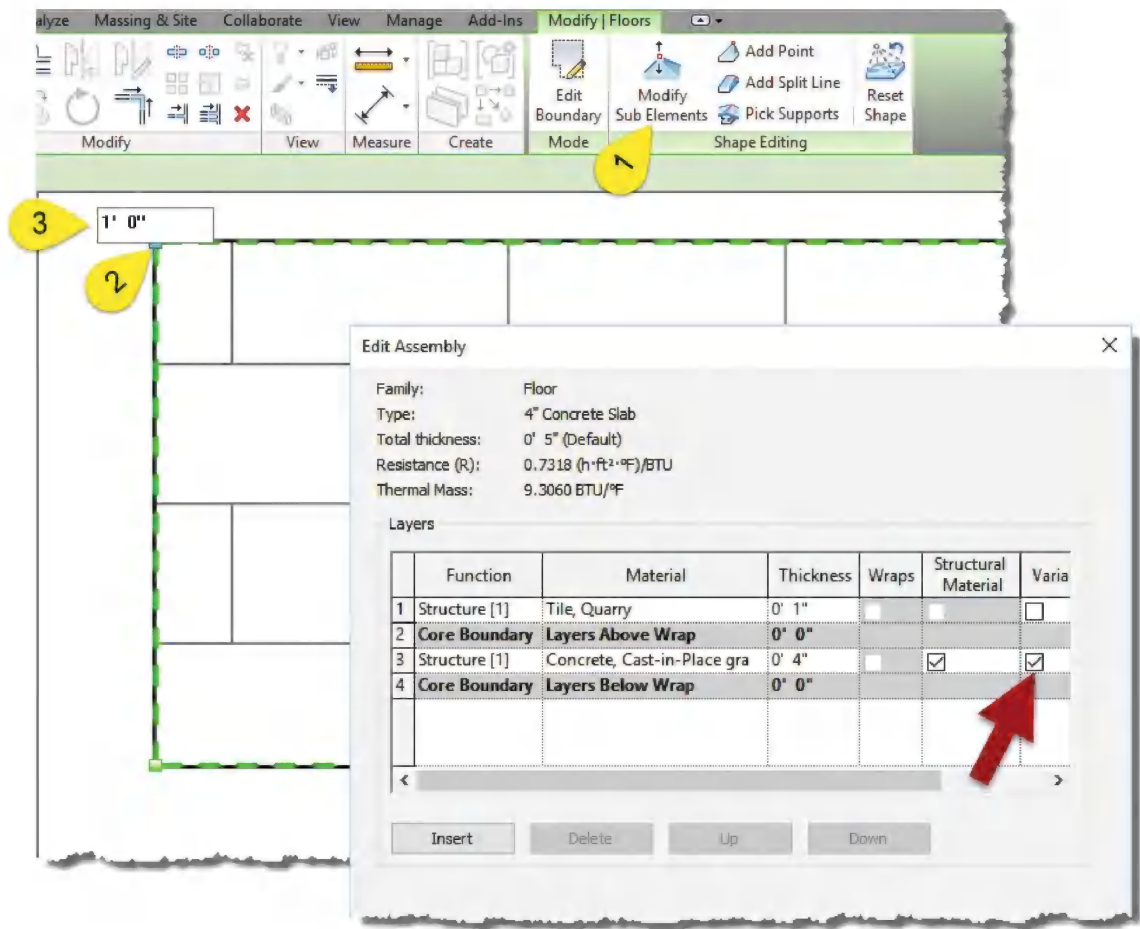 alyze Massing & Site Collaborate View Manage Add-Ins Modify | Floors
Add Point
Add Split Line
Pick Supports
Edit Boundary
Modify Sub Elements
Reset Shape
Modify View Measure Create Mode Shape Editing
1
3
1' 0"
2
Edit Assembly
Family: Floor
Type: 4" Concrete Slab
Total thickness: 0' 5" (Default)
Resistance (R): 0.7318 (h·ft²·°F)/BTU
Thermal Mass: 9.3060 BTU/°F
Layers
Function Material Thickness Wraps Structural Material Varia
1 Structure [1] Tile, Quarry 0' 1"
2 Core Boundary Layers Above Wrap 0' 0"
3 Structure [1] Concrete, Cast-in-Place gra 0' 4"
4 Core Boundary Layers Below Wrap 0' 0"
Insert Delete Up Down